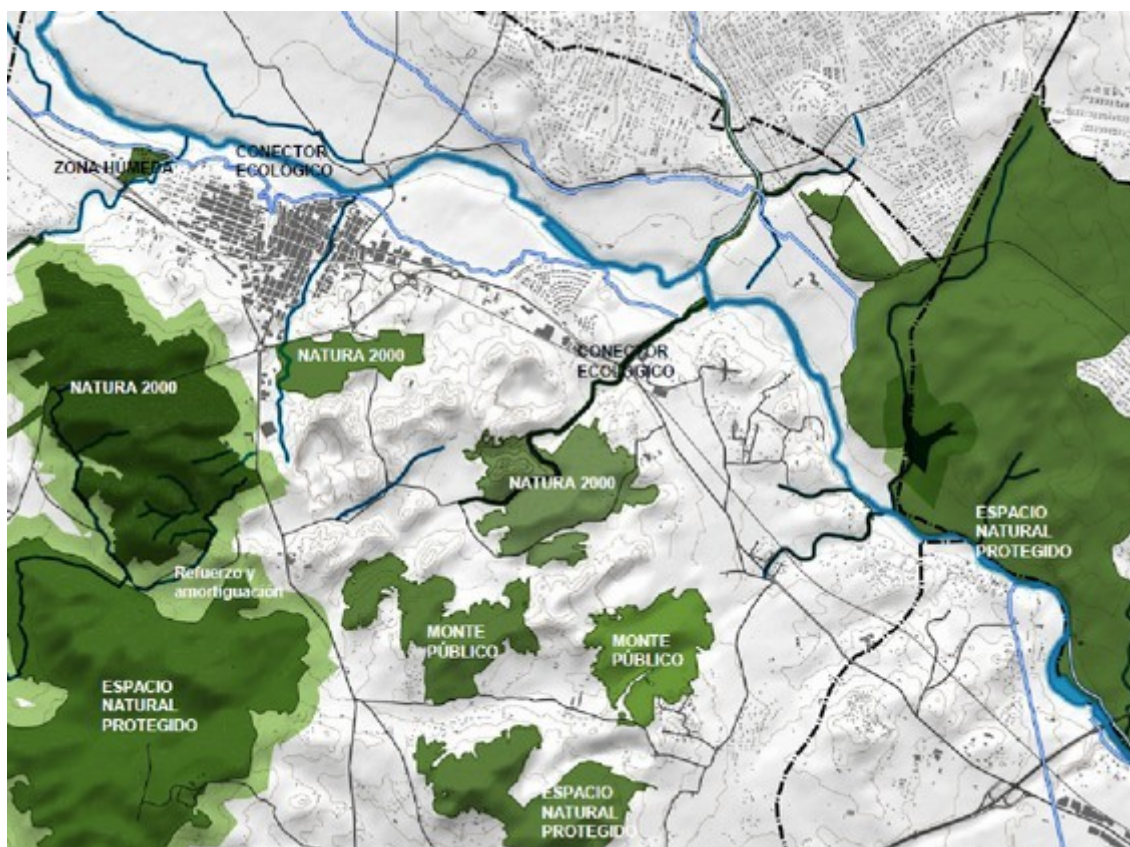 CONECTOR
ECOLÓGICO
ZONA HÚMEDA
NATURA 2000
CONECTOR
ECOLÓGICO
NATURA 2000
NATURA 2000
ESPACIO
NATURAL
PROTEGIDO
Refuerzo y
amortiguación
MONTE
PÚBLICO
MONTE
PÚBLICO
ESPACIO
NATURAL
PROTEGIDO
ESPACIO
NATURAL
PROTEGIDO